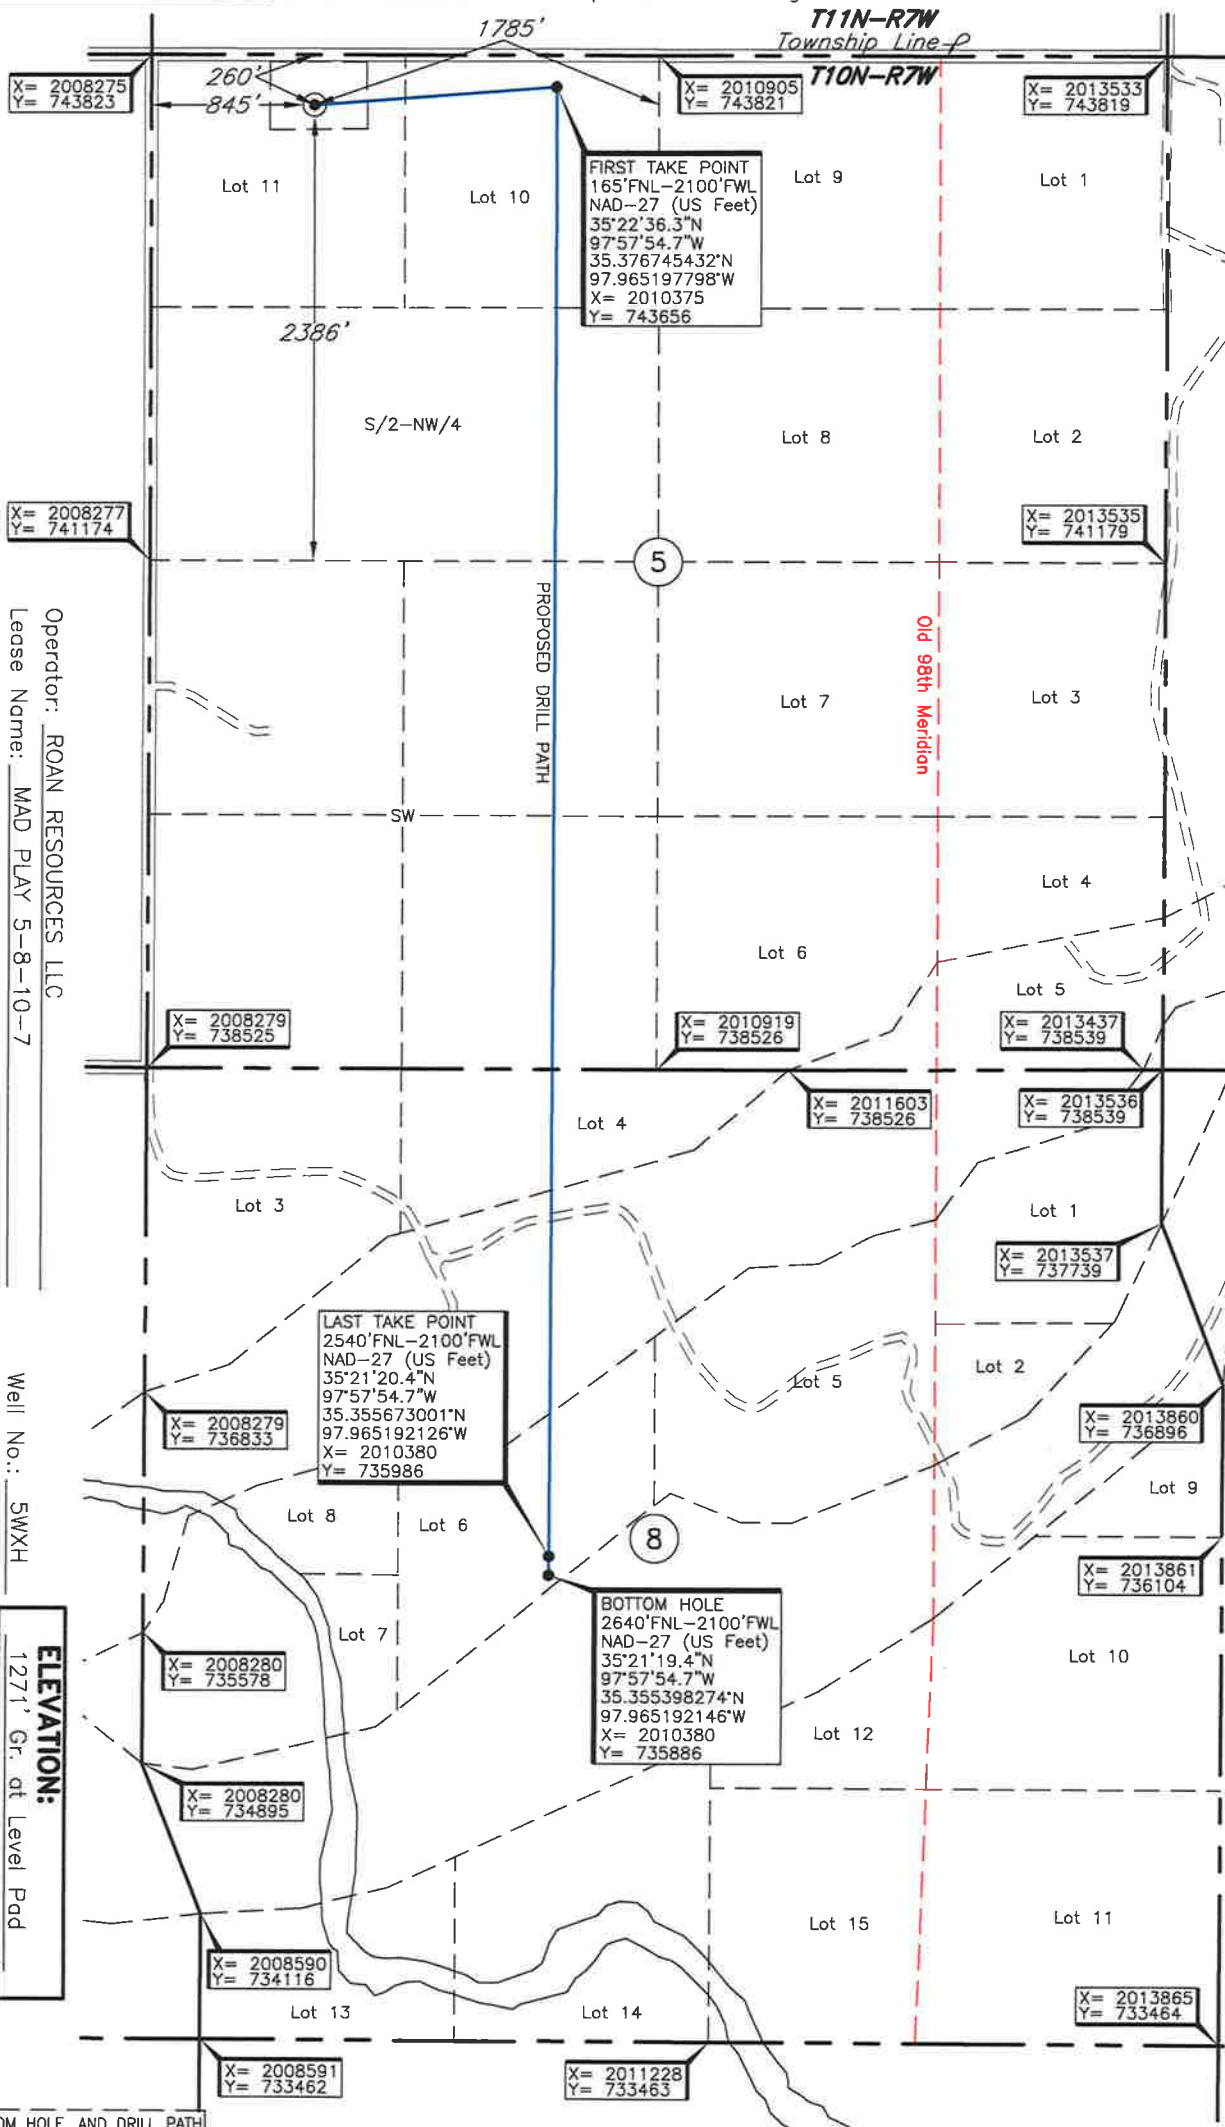 T11N-R7W
Township Line
T10N-R7W
1785'
260'
845'
X= 2008275
Y= 743823
X= 2010905
Y= 743821
X= 2013533
Y= 743819
FIRST TAKE POINT
165'FNL-2100'FWL
NAD-27 (US Feet)
35°22'36.3"N
97°57'54.7"W
35.376745432°N
97.965197798°W
X= 2010375
Y= 743656
Lot 11
Lot 10
Lot 9
Lot 1
2386'
S/2-NW/4
Lot 8
Lot 2
X= 2008277
Y= 741174
X= 2013535
Y= 741179
5
PROPOSED DRILL PATH
Old 98th Meridian
Lot 7
Lot 3
SW
Lot 4
Lot 6
Lot 5
X= 2008279
Y= 738525
X= 2010919
Y= 738526
X= 2013437
Y= 738539
X= 2011603
Y= 738526
X= 2013536
Y= 738539
Lot 4
Lot 3
Lot 1
X= 2013537
Y= 737739
LAST TAKE POINT
2540'FNL-2100'FWL
NAD-27 (US Feet)
35°21'20.4"N
97°57'54.7"W
35.355673001°N
97.965192126°W
X= 2010380
Y= 735986
Lot 5
Lot 2
X= 2008279
Y= 736833
X= 2013860
Y= 736896
Lot 8
Lot 6
Lot 9
8
X= 2013861
Y= 736104
BOTTOM HOLE
2640'FNL-2100'FWL
NAD-27 (US Feet)
35°21'19.4"N
97°57'54.7"W
35.355398274°N
97.965192146°W
X= 2010380
Y= 735886
Lot 7
X= 2008280
Y= 735578
Lot 10
Lot 12
X= 2008280
Y= 734895
Lot 15
Lot 11
X= 2008590
Y= 734116
Lot 13
Lot 14
X= 2013865
Y= 733464
X= 2008591
Y= 733462
X= 2011228
Y= 733463
Operator: ROAN RESOURCES LLC
Lease Name: MAD PLAY 5-8-10-7
Well No.: 5WXH
ELEVATION:
1271' Gr. at Level Pad
HOLE AND DRILL PATH